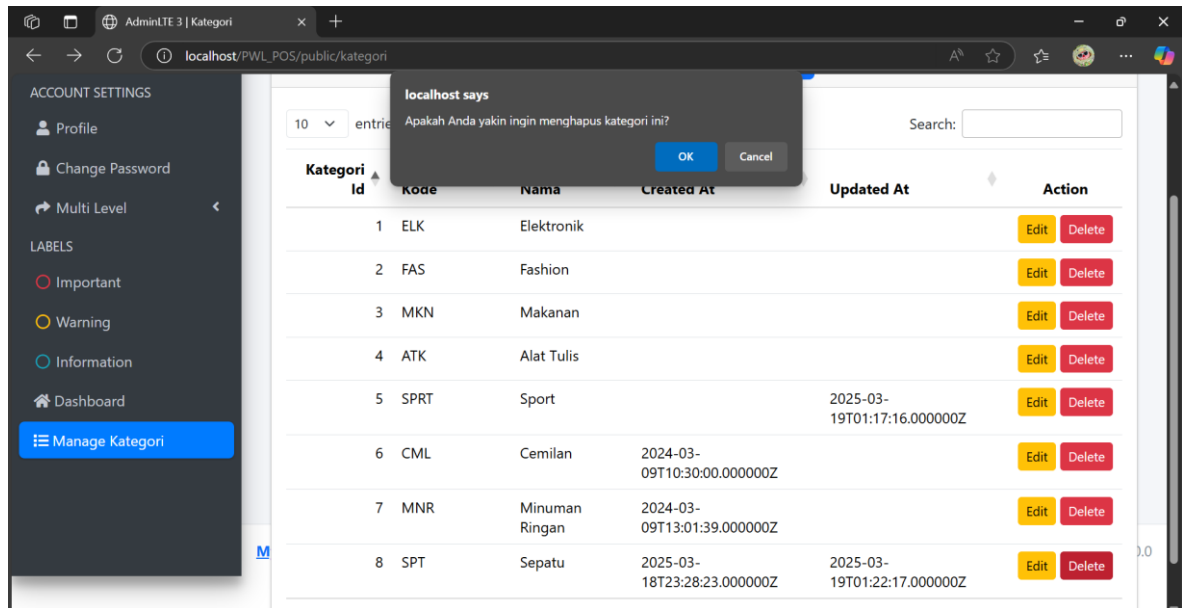 AdminLTE 3 | Kategori
localhost/PWL_POS/public/kategori
ACCOUNT SETTINGS
Profile
Change Password
Multi Level
LABELS
Important
Warning
Information
Dashboard
Manage Kategori
localhost says
Apakah Anda yakin ingin menghapus kategori ini?
OK Cancel
10 entrie Search:
Kategori Id Kode Nama Created At Updated At Action
1 ELK Elektronik Edit Delete
2 FAS Fashion Edit Delete
3 MKN Makanan Edit Delete
4 ATK Alat Tulis Edit Delete
5 SPRT Sport 2025-03-
19T01:17:16.000000Z Edit Delete
6 CML Cemilan 2024-03-
09T10:30:00.000000Z Edit Delete
7 MNR Minuman Ringan 2024-03-
09T13:01:39.000000Z Edit Delete
8 SPT Sepatu 2025-03-
18T23:28:23.000000Z 2025-03-
19T01:22:17.000000Z Edit Delete
M
.0